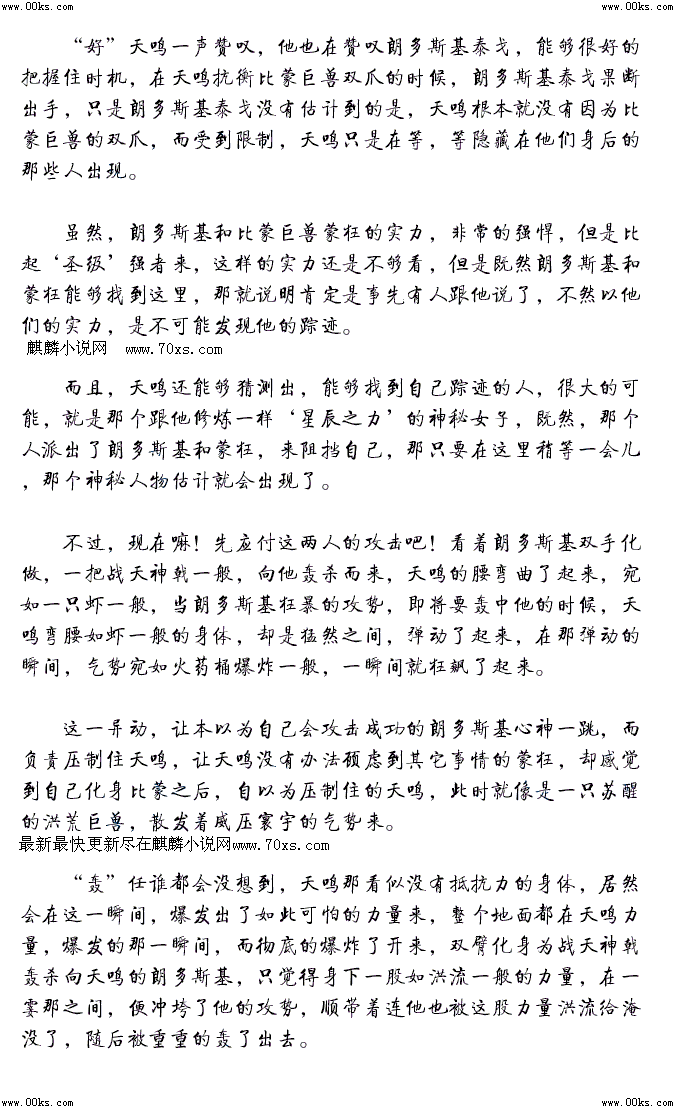 www.00ks.com www.00ks.com
“好”天鸣一声赞叹，他也在赞叹朗多斯基泰戈，能够很好的
把握住时机，在天鸣抗衡比蒙巨兽双爪的时候，朗多斯基泰戈果断
出手，只是朗多斯基泰戈没有估计到的是，天鸣根本就没有因为比
蒙巨兽的双爪，而受到限制，天鸣只是在等，等隐藏在他们身后的
那些人出现。
虽然，朗多斯基和比蒙巨兽蒙狂的实力，非常的强悍，但是比
起‘圣级’强者来，这样的实力还是不够看，但是既然朗多斯基和
蒙狂能够找到这里，那就说明肯定是事先有人跟他说了，不然以他
们的实力，是不可能发现他的踪迹。
麒麟小说网 www.70xs.com
而且，天鸣还能够猜测出，能够找到自己踪迹的人，很大的可
能，就是那个跟他修炼一样‘星辰之力’的神秘女子，既然，那个
人派出了朗多斯基和蒙狂，来阻挡自己，那只要在这里稍等一会儿
，那个神秘人物估计就会出现了。
不过，现在嘛！先应付这两人的攻击吧！看着朗多斯基双手化
做，一把战天神戟一般，向他轰杀而来，天鸣的腰弯曲了起来，宛
如一只虾一般，当朗多斯基狂暴的攻势，即将要轰中他的时候，天
鸣弯腰如虾一般的身体，却是猛然之间，弹动了起来，在那弹动的
瞬间，气势宛如火药桶爆炸一般，一瞬间就狂飙了起来。
这一异动，让本以为自己会攻击成功的朗多斯基心神一跳，而
负责压制住天鸣，让天鸣没有办法顾虑到其它事情的蒙狂，却感觉
到自己化身比蒙之后，自以为压制住的天鸣，此时就像是一只苏醒
的洪荒巨兽，散发着威压寰宇的气势来。
最新最快更新尽在麒麟小说网www.70xs.com
“轰”任谁都会没想到，天鸣那看似没有抵抗力的身体，居然
会在这一瞬间，爆发出了如此可怕的力量来，整个地面都在天鸣力
量，爆发的那一瞬间，而彻底的爆炸了开来，双臂化身为战天神戟
轰杀向天鸣的朗多斯基，只觉得身下一股如洪流一般的力量，在一
霎那之间，便冲垮了他的攻势，顺带着连他也被这股力量洪流给淹
没了，随后被重重的轰了出去。
www.00ks.com www.00ks.com